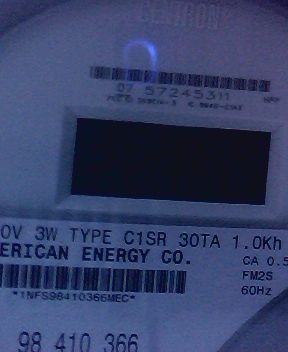 CENTRON
07 57245311
0V 3W TYPE C1SR 30TA 1.0Kh
ERICAN ENERGY CO.
CA 0.5
FM2S
*1NFS98410366MEC*
60Hz
98 410 366